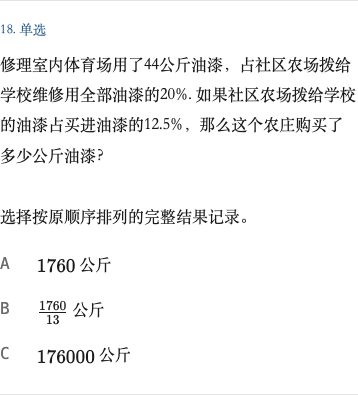 18. 单选
修理室内体育场用了44公斤油漆，占社区农场拨给
学校维修用全部油漆的20%. 如果社区农场拨给学校
的油漆占买进油漆的12.5%，那么这个农庄购买了
多少公斤油漆?
选择按原顺序排列的完整结果记录。
A 1760 公斤
B \frac{1760}{13} 公斤
C 176000 公斤